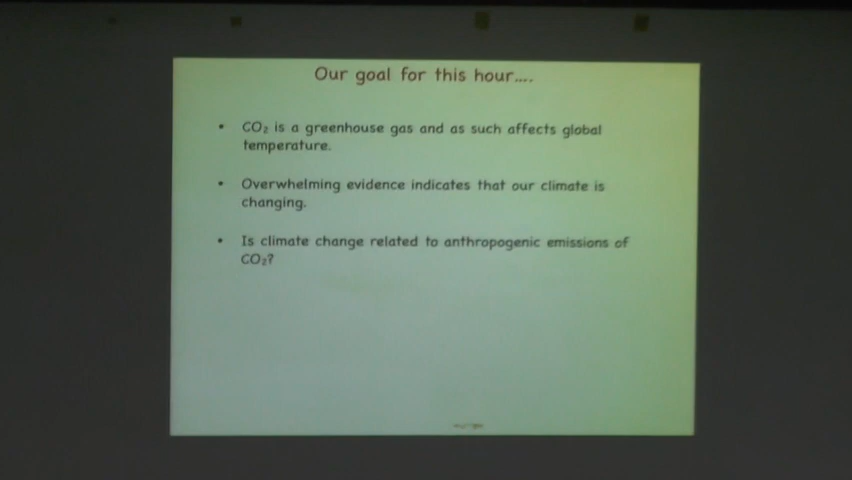 Our goal for this hour....
• CO₂ is a greenhouse gas and as such affects global
temperature.
• Overwhelming evidence indicates that our climate is
changing.
• Is climate change related to anthropogenic emissions of
CO₂?